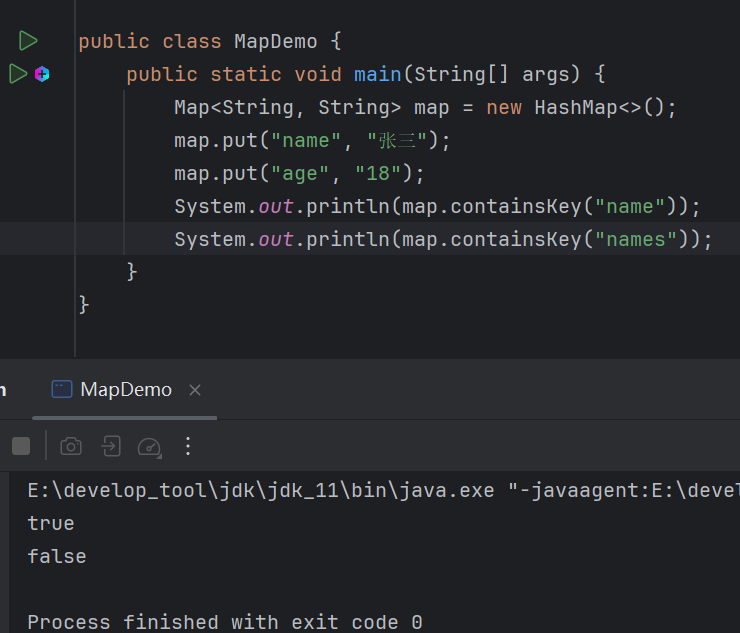 public class MapDemo {
public static void main(String[] args) {
Map<String, String> map = new HashMap<>();
map.put("name", "张三");
map.put("age", "18");
System.out.println(map.containsKey("name"));
System.out.println(map.containsKey("names"));
}
}
MapDemo
E:\develop_tool\jdk\jdk_11\bin\java.exe "-javaagent:E:\devel
true
false
Process finished with exit code 0